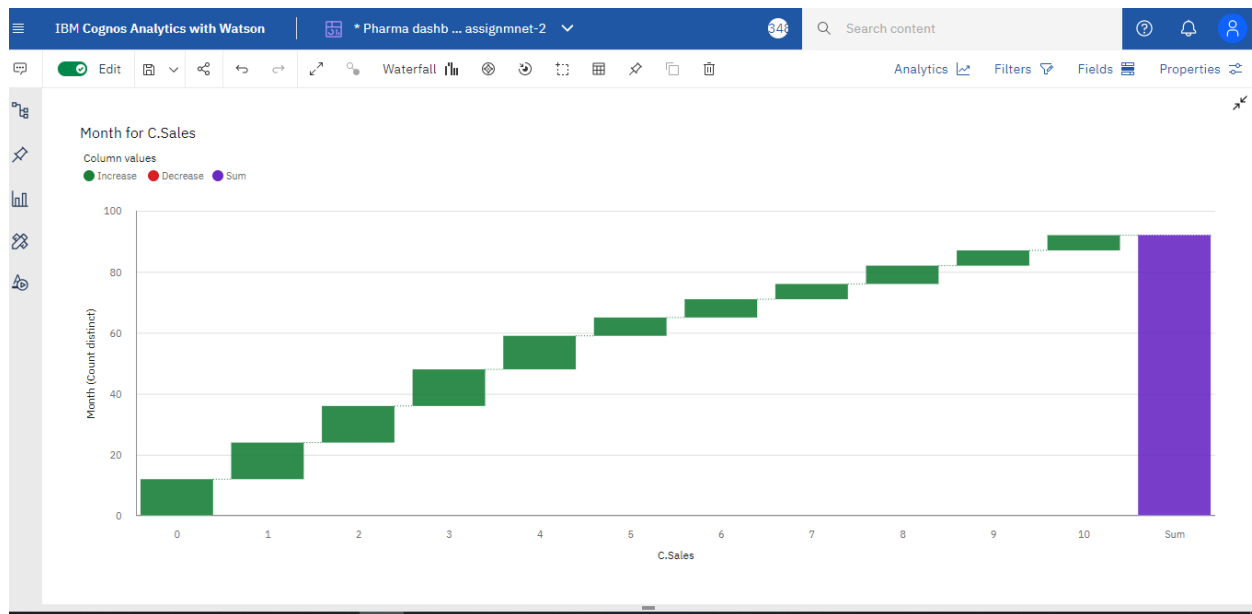 IBM Cognos Analytics with Watson
* Pharma dashb ... assignmnet-2
348
Search content
Edit
Waterfall
Analytics
Filters
Fields
Properties
Month for C.Sales
Column values
Increase Decrease Sum
100
80
60
40
20
0
Month (Count distinct)
0 1 2 3 4 5 6 7 8 9 10 Sum
C.Sales